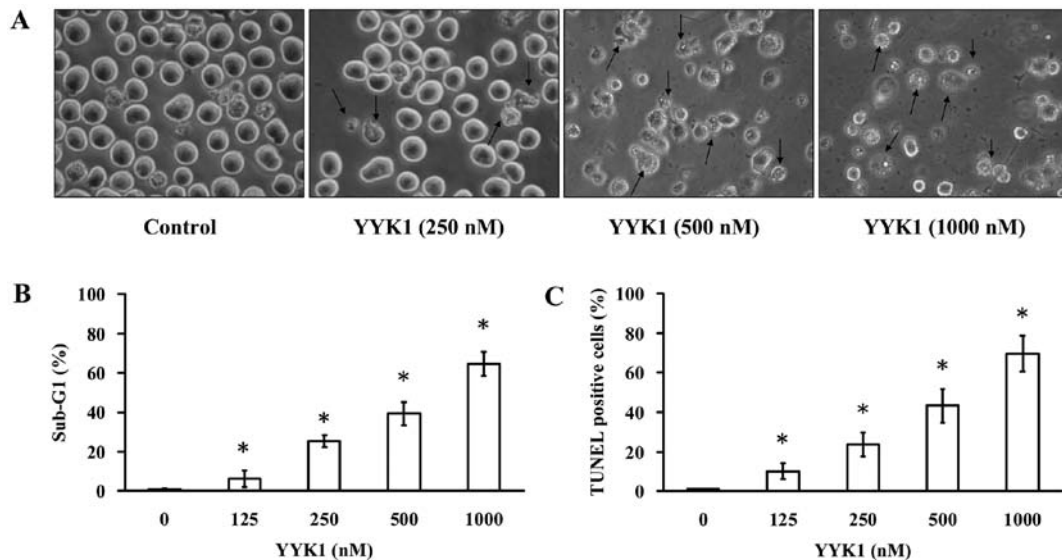 A
Control YYK1 (250 nM) YYK1 (500 nM) YYK1 (1000 nM)
B
Sub-G1 (%)
100
80
60
40
20
0
*
*
*
*
0 125 250 500 1000
YYK1 (nM)
C
TUNEL positive cells (%)
100
80
60
40
20
0
*
*
*
*
0 125 250 500 1000
YYK1 (nM)